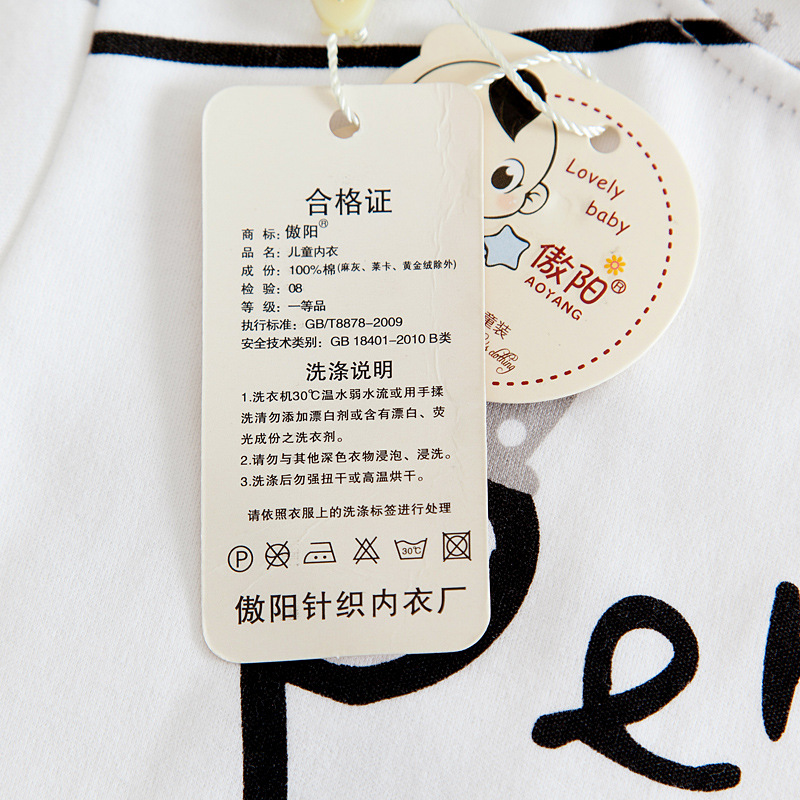 合格证
商 标: 傲阳®
品 名: 儿童内衣
成 份: 100%棉(麻灰、莱卡、黄金绒除外)
检 验: 08
等 级: 一等品
执行标准: GB/T8878-2009
安全技术类别: GB 18401-2010 B类
洗涤说明
1.洗衣机30℃温水弱水流或用手揉
洗清勿添加漂白剂或含有漂白、荧
光成份之洗衣剂。
2.请勿与其他深色衣物浸泡、浸洗。
3.洗涤后勿强扭干或高温烘干。
请依照衣服上的洗涤标签进行处理
P
30℃
傲阳针织内衣厂
Lovely
baby
傲阳®
AOYANG
童装
clothing
Pen